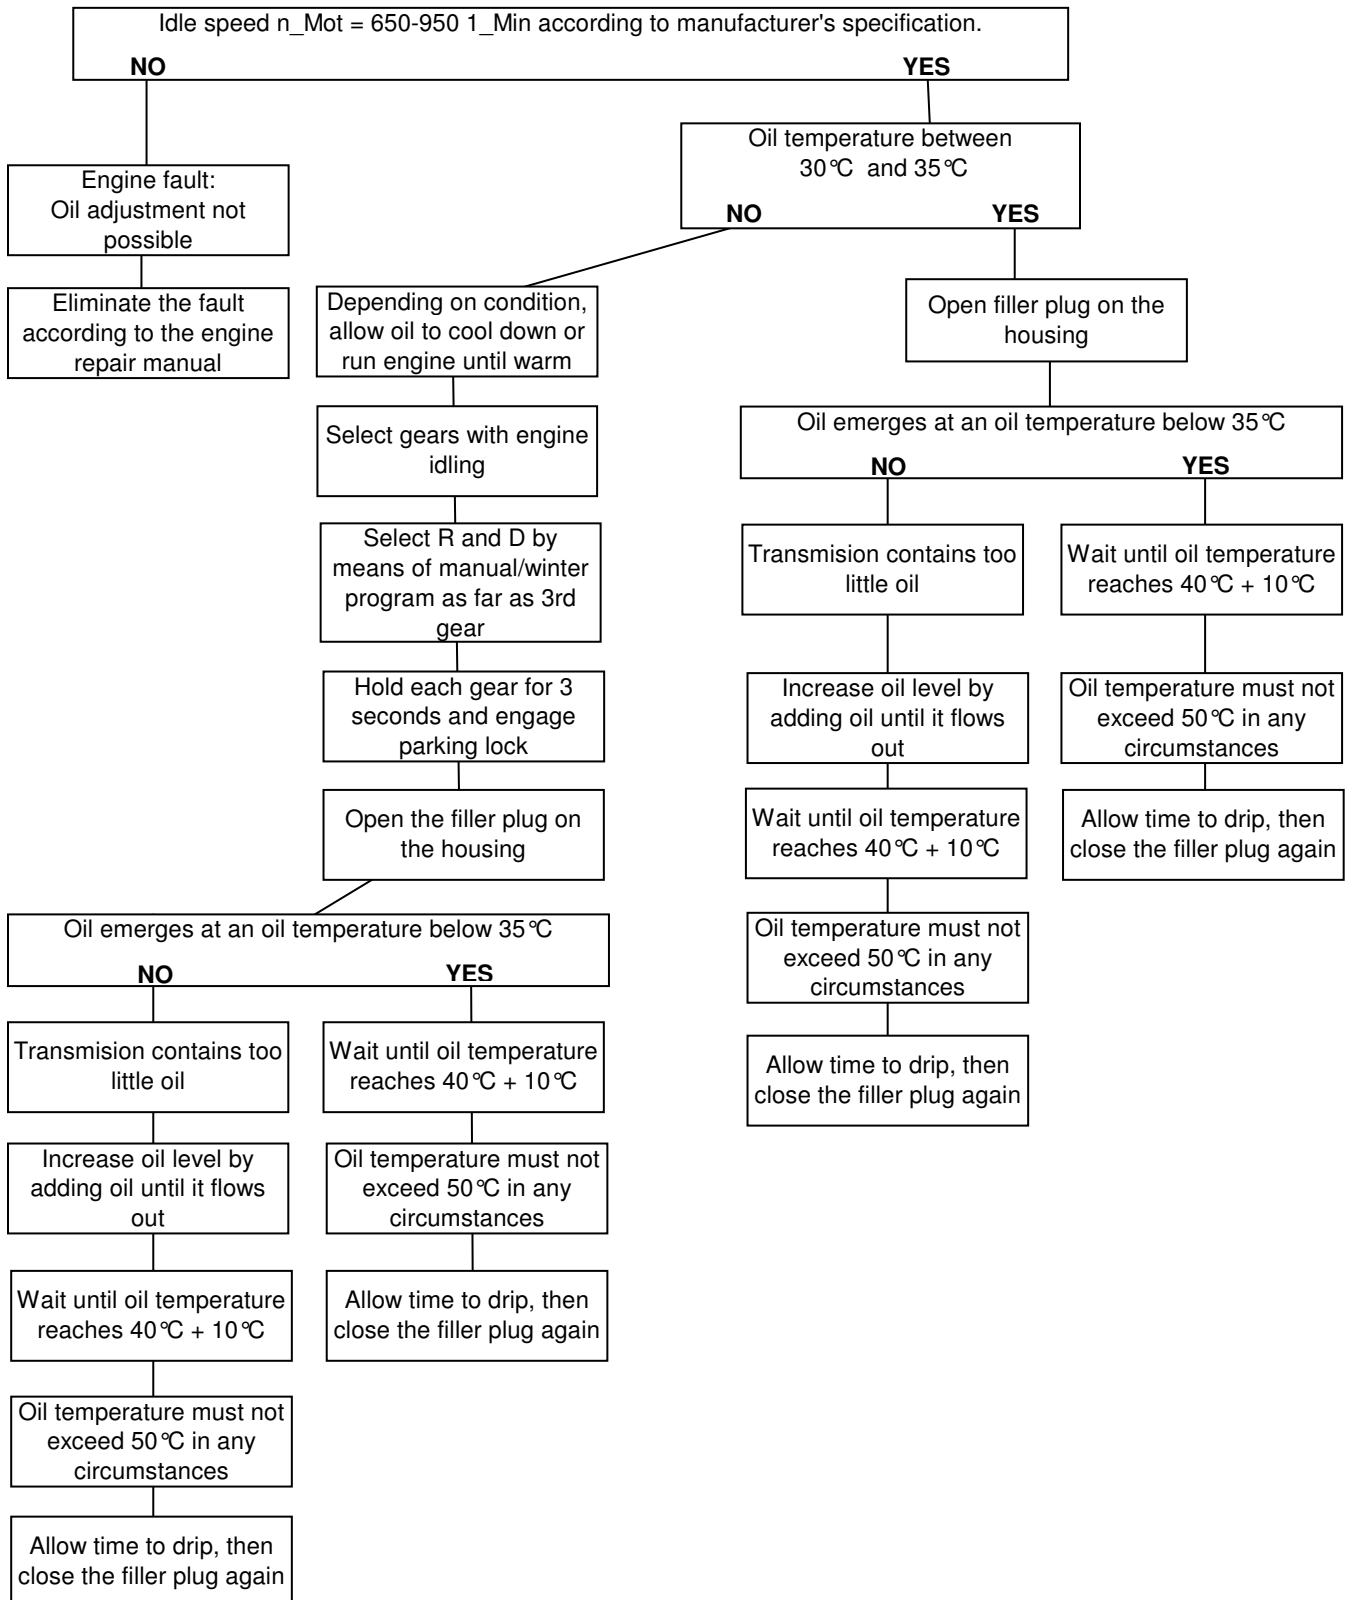 Idle speed n_Mot = 650-950 1_Min according to manufacturer's specification.
NO YES
Engine fault:
Oil adjustment not
possible
Eliminate the fault
according to the engine
repair manual
Oil temperature between
30°C and 35°C
NO YES
Depending on condition,
allow oil to cool down or
run engine until warm
Select gears with engine
idling
Select R and D by
means of manual/winter
program as far as 3rd
gear
Hold each gear for 3
seconds and engage
parking lock
Open the filler plug on
the housing
Oil emerges at an oil temperature below 35°C
NO YES
Transmision contains too
little oil
Increase oil level by
adding oil until it flows
out
Wait until oil temperature
reaches 40°C + 10°C
Oil temperature must not
exceed 50°C in any
circumstances
Allow time to drip, then
close the filler plug again
Wait until oil temperature
reaches 40°C + 10°C
Oil temperature must not
exceed 50°C in any
circumstances
Allow time to drip, then
close the filler plug again
Open filler plug on the
housing
Oil emerges at an oil temperature below 35°C
NO YES
Transmision contains too
little oil
Increase oil level by
adding oil until it flows
out
Wait until oil temperature
reaches 40°C + 10°C
Oil temperature must not
exceed 50°C in any
circumstances
Allow time to drip, then
close the filler plug again
Wait until oil temperature
reaches 40°C + 10°C
Oil temperature must not
exceed 50°C in any
circumstances
Allow time to drip, then
close the filler plug again